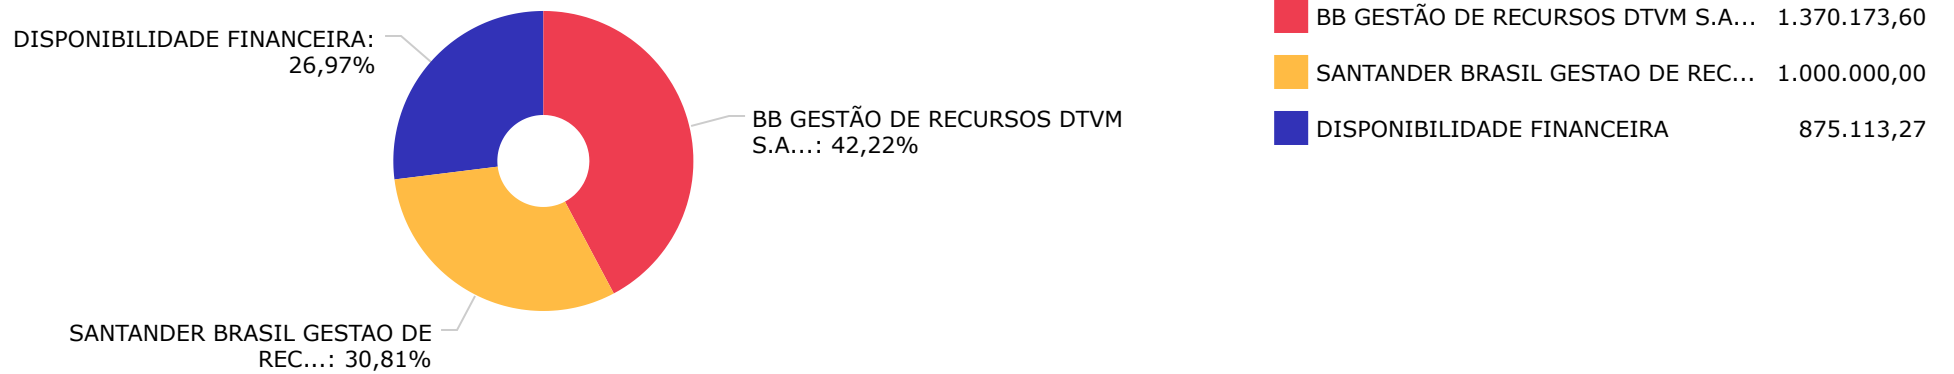 DISPONIBILIDADE FINANCEIRA:
26,97%
BB GESTÃO DE RECURSOS DTVM
S.A...: 42,22%
SANTANDER BRASIL GESTAO DE
REC...: 30,81%
BB GESTÃO DE RECURSOS DTVM S.A... 1.370.173,60
SANTANDER BRASIL GESTAO DE REC... 1.000.000,00
DISPONIBILIDADE FINANCEIRA 875.113,27